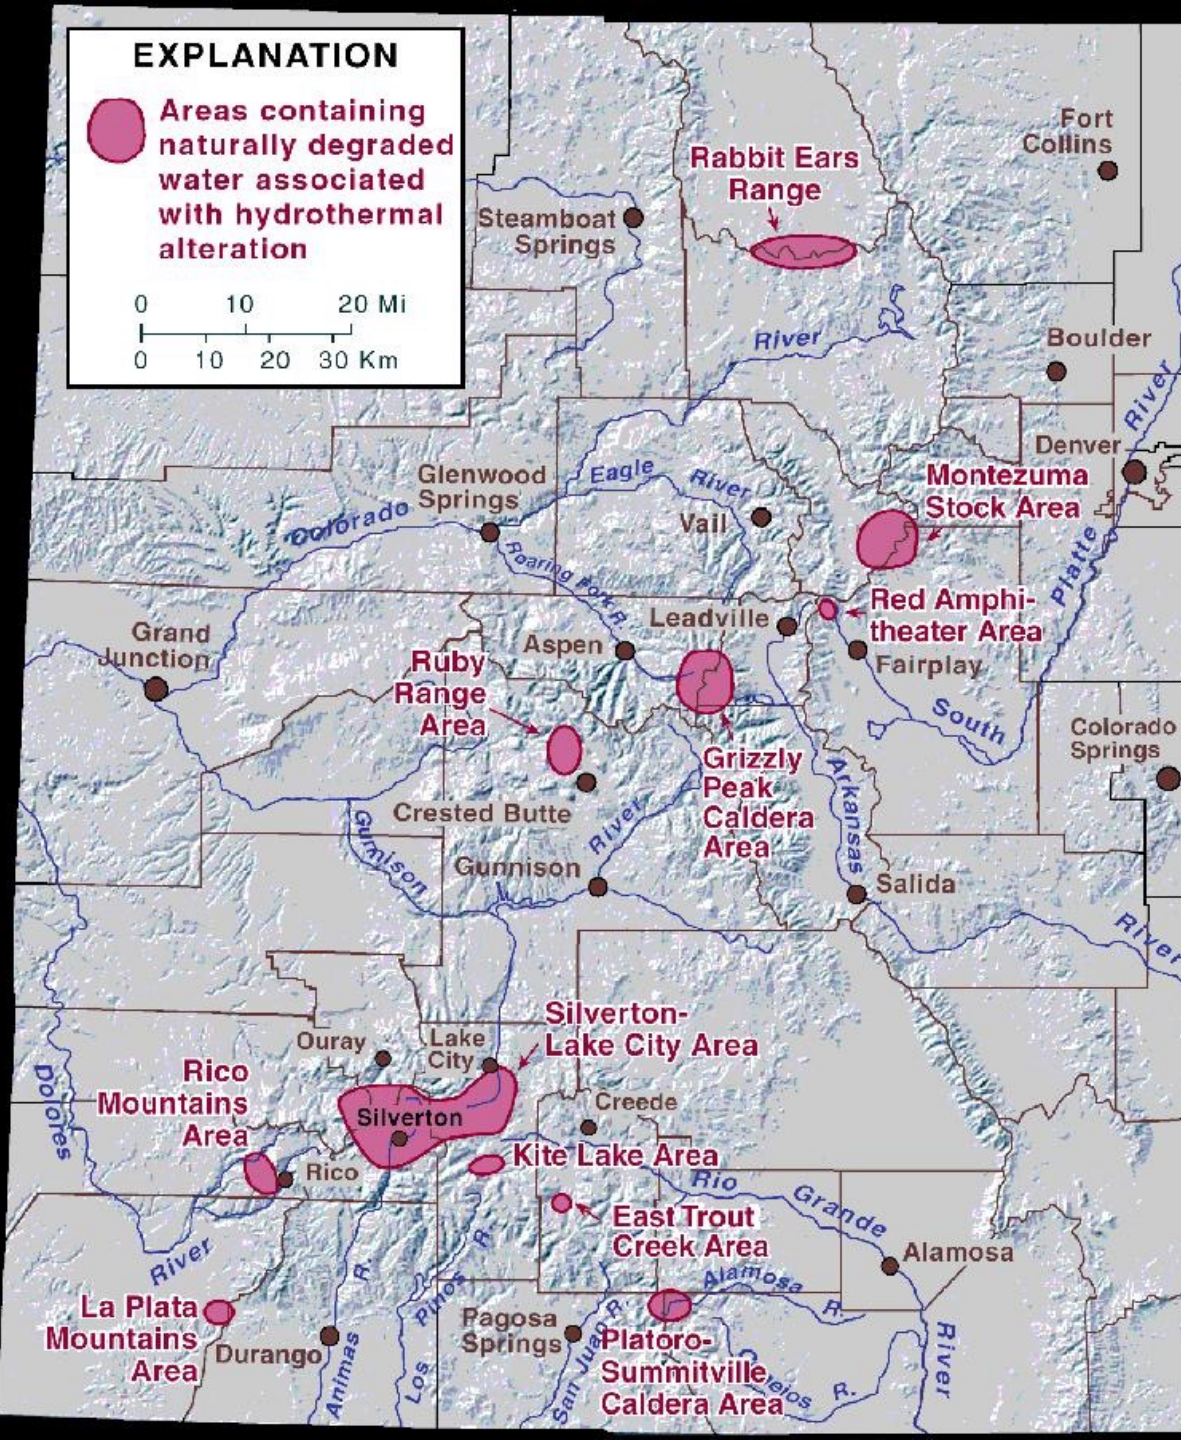 EXPLANATION
Areas containing
naturally degraded
water associated
with hydrothermal
alteration
0 10 20 Mi
0 10 20 30 Km
Fort
Collins
Rabbit Ears
Range
Steamboat
Springs
River
Boulder
River
Denver
Glenwood
Springs
Eagle River
Montezuma
Stock Area
Colorado
Vail
Roaring Fork R.
Platte
Red Amphi-
theater Area
Leadville
Grand
Junction
Aspen
Fairplay
Ruby
Range
Area
South
Colorado
Springs
Grizzly
Peak
Caldera
Area
Arkansas
Crested Butte
River
Gunnison
Gunnison
Salida
River
Silverton-
Lake City Area
Ouray
Lake
City
Rico
Mountains
Area
Dolores
Silverton
Creede
Kite Lake Area
Rico
Rio Grande
East Trout
Creek Area
River
R.
R.
Alamosa
Alamosa R.
La Plata
Mountains
Area
Pinos
Pagosa
Springs
Durango
San Juan R.
Platoro-
Summitville
Caldera Area
Animas
Los
R.
River